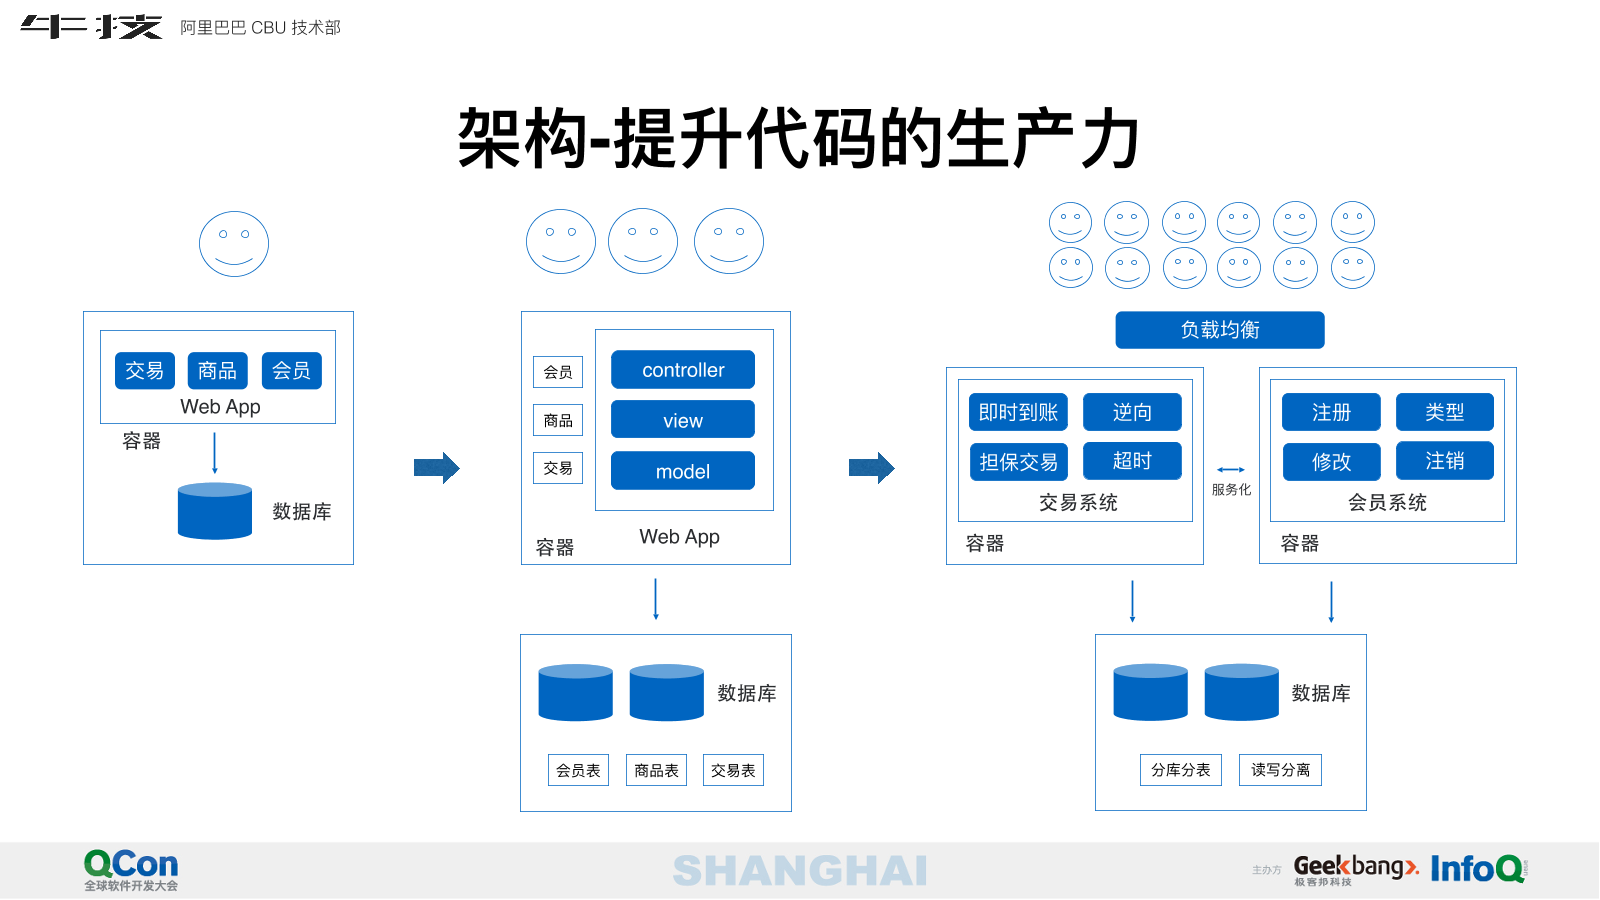 牛技 阿里巴巴 CBU 技术部
架构-提升代码的生产力
交易 商品 会员
Web App
容器
数据库
会员
商品
交易
controller
view
model
容器
Web App
数据库
会员表 商品表 交易表
负载均衡
即时到账 逆向
担保交易 超时
交易系统
容器
服务化
注册 类型
修改 注销
会员系统
容器
数据库
分库分表 读写分离
QCon
全球软件开发大会
SHANGHAI
主办方
Geekbang>.
极客邦科技
InfoQ